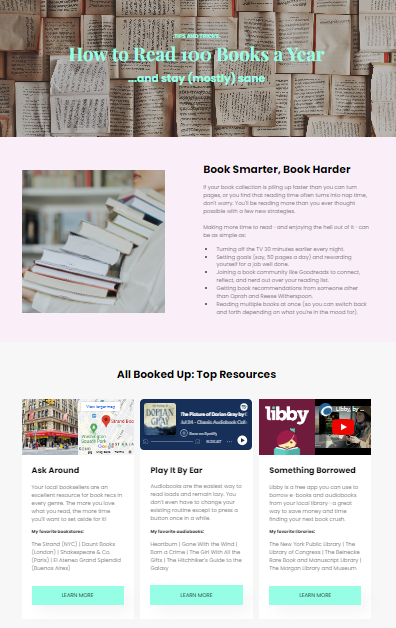 TIPS AND TRICKS
How to Read 100 Books a Year
...and stay (mostly) sane
Book Smarter, Book Harder
If your book collection is piling up faster than you can turn
pages, or you find that reading time often turns into nap time,
don't worry. You'll be reading more than you ever thought
possible with a few new strategies.
Making more time to read - and enjoying the hell out of it - can
be as simple as:
• Turning off the TV 30 minutes earlier every night.
• Setting goals (say, 50 pages a day) and rewarding
yourself for a job well done.
• Joining a book community like Goodreads to connect,
reflect, and nerd out over your reading list.
• Getting book recommendations from someone other
than Oprah and Reese Witherspoon.
• Reading multiple books at once (so you can switch back
and forth depending on what you're in the mood for).
All Booked Up: Top Resources
View larger map
Strand Boo
Washington
Square Park
DORIAN
GRAY
The Picture of Dorian Gray by
Classic Audiobook Coll
libby
Libby, b
Ask Around
Your local booksellers are an
excellent resource for book recs in
every genre. The more you love
what you read, the more time
you'll want to set aside for it!
My favorite bookstores:
The Strand (NYC) | Daunt Books
(London) | Shakespeare & Co.
(Paris) | El Ateneo Grand Splendid
(Buenos Aires)
LEARN MORE
Play It By Ear
Audiobooks are the easiest way to
read loads and remain lazy. You
don't even have to change your
existing routine except to press a
button once in a while.
My favorite audiobooks:
Heartburn | Gone With the Wind |
Born a Crime | The Girl With All the
Gifts | The Hitchhiker's Guide to the
Galaxy
LEARN MORE
Something Borrowed
Libby is a free app you can use to
borrow e-books and audiobooks
from your local library - a great
way to save money and time
finding your next book crush.
My favorite libraries:
The New York Public Library | The
Library of Congress | The Beinecke
Rare Book and Manuscript Library |
The Morgan Library and Museum
LEARN MORE